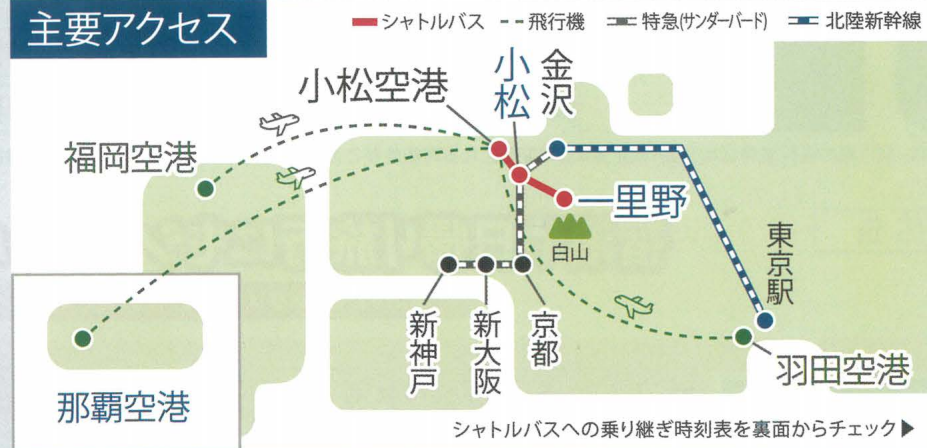 主要アクセス
シャトルバス 飛行機 特急(サンダーバード) 北陸新幹線
小松空港
小松
金沢
福岡空港
一里野
白山
東京駅
新神戸
新大阪
京都
羽田空港
那覇空港
シャトルバスへの乗り継ぎ時刻表を裏面からチェック▶